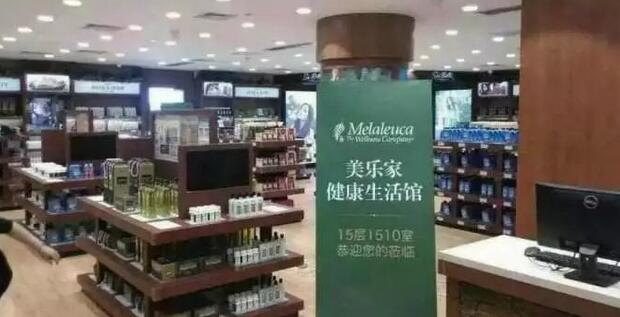 Melaleuca
The Wellness Company
美乐家
健康生活馆
15层1510室
恭迎您的莅临
DELL